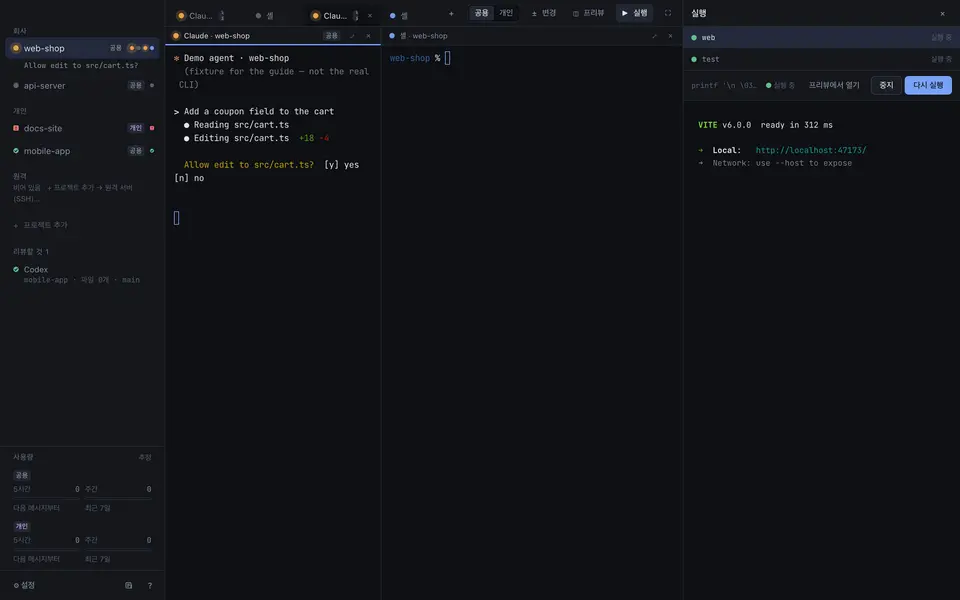 회사
web-shop 공용
Allow edit to src/cart.ts?
api-server 공용
개인
docs-site 개인
mobile-app 공용
원격
비어 있음 + 프로젝트 추가 → 원격 서버
(SSH)…
+ 프로젝트 추가
리뷰할 것 1
Codex
mobile-app · 파일 0개 · main
사용량 추정
공용
5시간 0 주간 0
다음 메시지부터 최근 7일
개인
5시간 0 주간 0
다음 메시지부터 최근 7일
설정 ?
Clau… 셸 Clau… × 셸 + 공용 개인 ± 변경 프리뷰 ▶ 실행
Claude · web-shop 공용 ×
✻ Demo agent · web-shop
(fixture for the guide — not the real
CLI)
> Add a coupon field to the cart
● Reading src/cart.ts
● Editing src/cart.ts +18 -4
Allow edit to src/cart.ts? [y] yes
[n] no
셸 · web-shop ×
web-shop %
실행 ×
web 실행 중
test 실행 중
printf '\n \03… 실행 중 프리뷰에서 열기 중지 다시 실행
VITE v6.0.0 ready in 312 ms
➜ Local: http://localhost:47173/
➜ Network: use --host to expose